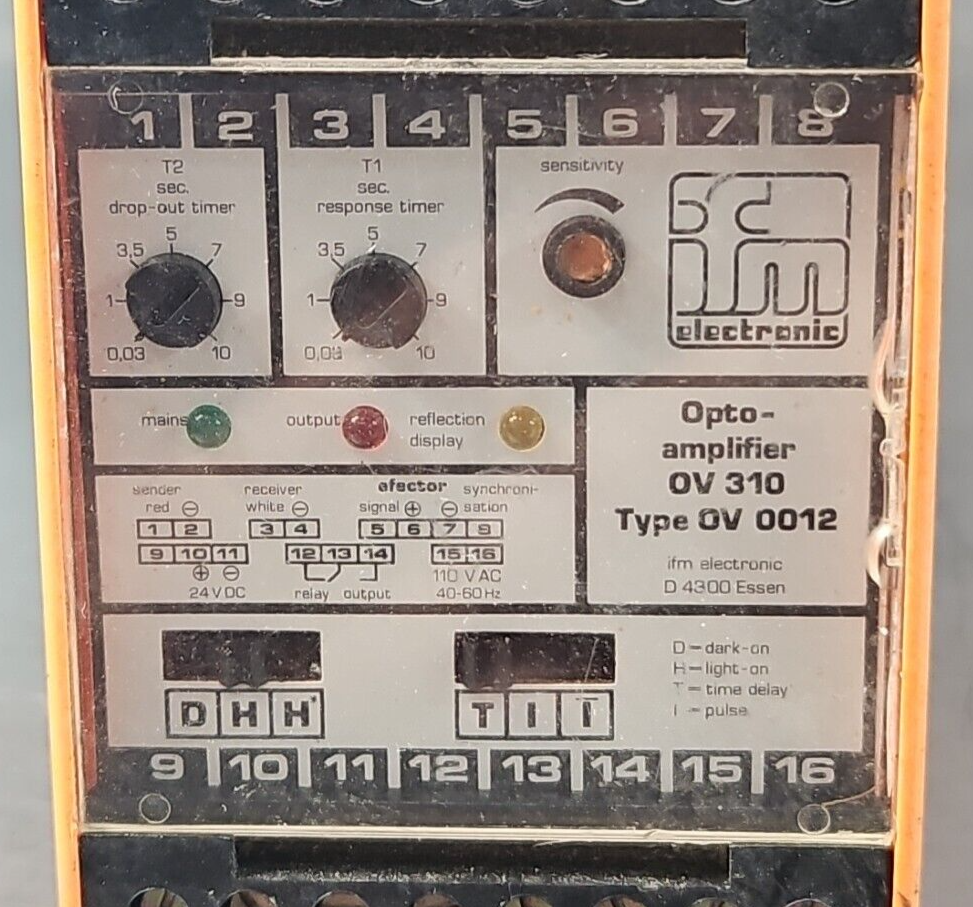 1 2 3 4 5 6 7 8
T2
sec.
drop-out timer
0,03 1 3,5 5 7 9 10
T1
sec.
response timer
1 3,5 5 7 9 10
sensitivity
ifm
electronic
mains
output
reflection
display
Opto-
amplifier
OV 310
Type OV 0012
ifm electronic
D 4300 Essen
sender
red ⊖
1 2
receiver
white ⊖
3 4
efector synchroni-
signal ⊕ ⊖ sation
5 6 7 8
9 10 11
⊕ ⊖
24 V DC
12 13 14
relay output
15 16
110 V AC
40-60 Hz
D H H
T I I
D – dark-on
H – light-on
T – time delay
I – pulse
9 10 11 12 13 14 15 16